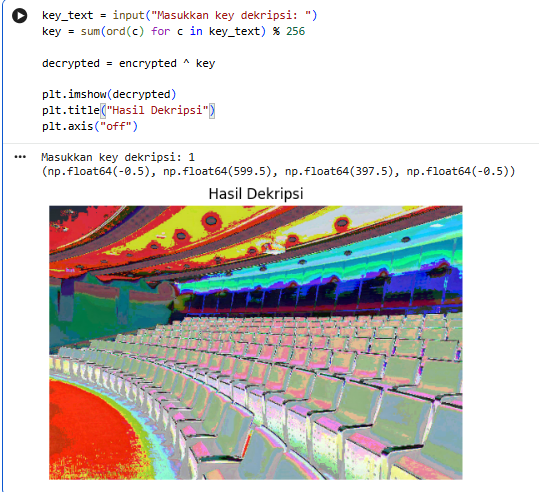 key_text = input("Masukkan key dekripsi: ")
key = sum(ord(c) for c in key_text) % 256
decrypted = encrypted ^ key
plt.imshow(decrypted)
plt.title("Hasil Dekripsi")
plt.axis("off")
Masukkan key dekripsi: 1
(np.float64(-0.5), np.float64(599.5), np.float64(397.5), np.float64(-0.5))
Hasil Dekripsi